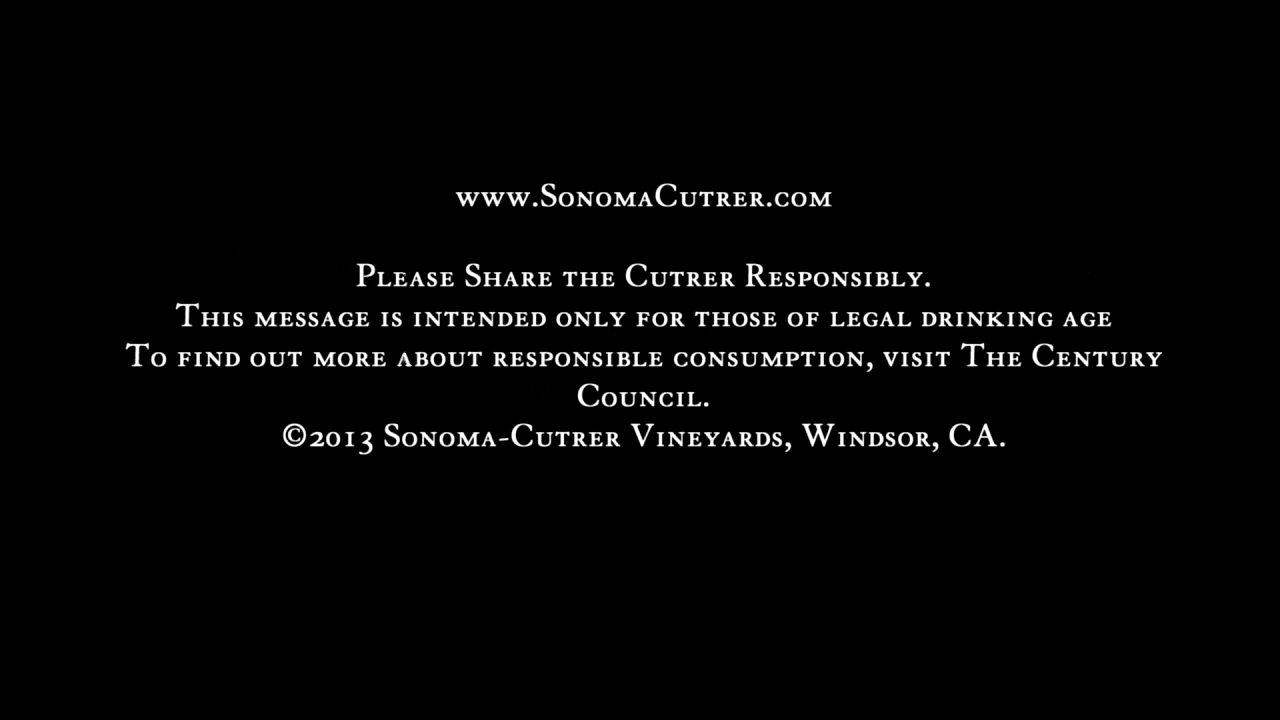 www.SonomaCutrer.com
Please Share the Cutrer Responsibly.
This message is intended only for those of legal drinking age
To find out more about responsible consumption, visit The Century
Council.
©2013 Sonoma-Cutrer Vineyards, Windsor, CA.